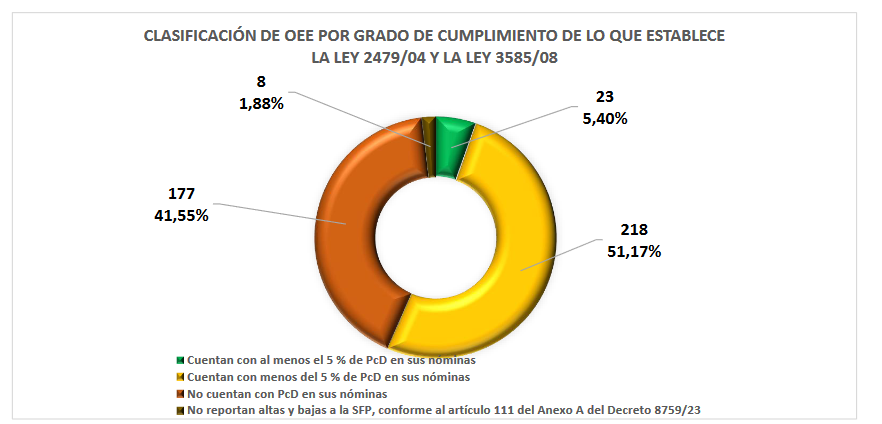 CLASIFICACIÓN DE OEE POR GRADO DE CUMPLIMIENTO DE LO QUE ESTABLECE
LA LEY 2479/04 Y LA LEY 3585/08
8
1,88%
23
5,40%
177
41,55%
218
51,17%
Cuentan con al menos el 5 % de PcD en sus nóminas
Cuentan con menos del 5 % de PcD en sus nóminas
No cuentan con PcD en sus nóminas
No reportan altas y bajas a la SFP, conforme al artículo 111 del Anexo A del Decreto 8759/23